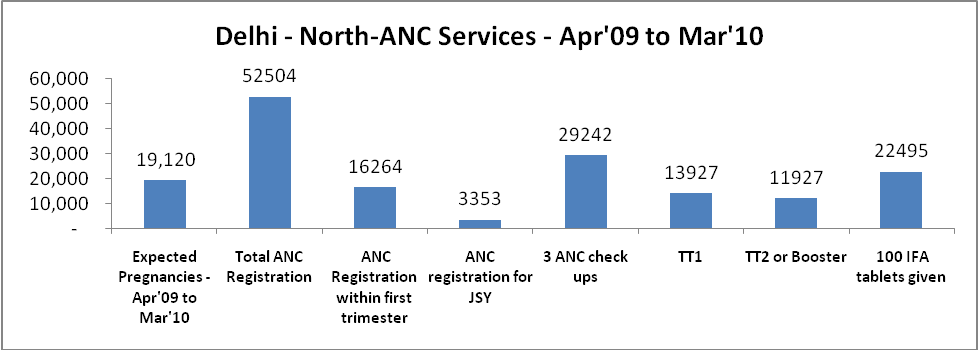 Delhi - North-ANC Services - Apr'09 to Mar'10
60,000
50,000
40,000
30,000
20,000
10,000
-
19,120
52504
16264
3353
29242
13927
11927
22495
Expected
Pregnancies -
Apr'09 to
Mar'10
Total ANC
Registration
ANC
Registration
within first
trimester
ANC
registration for
JSY
3 ANC check
ups
TT1
TT2 or Booster
100 IFA
tablets given